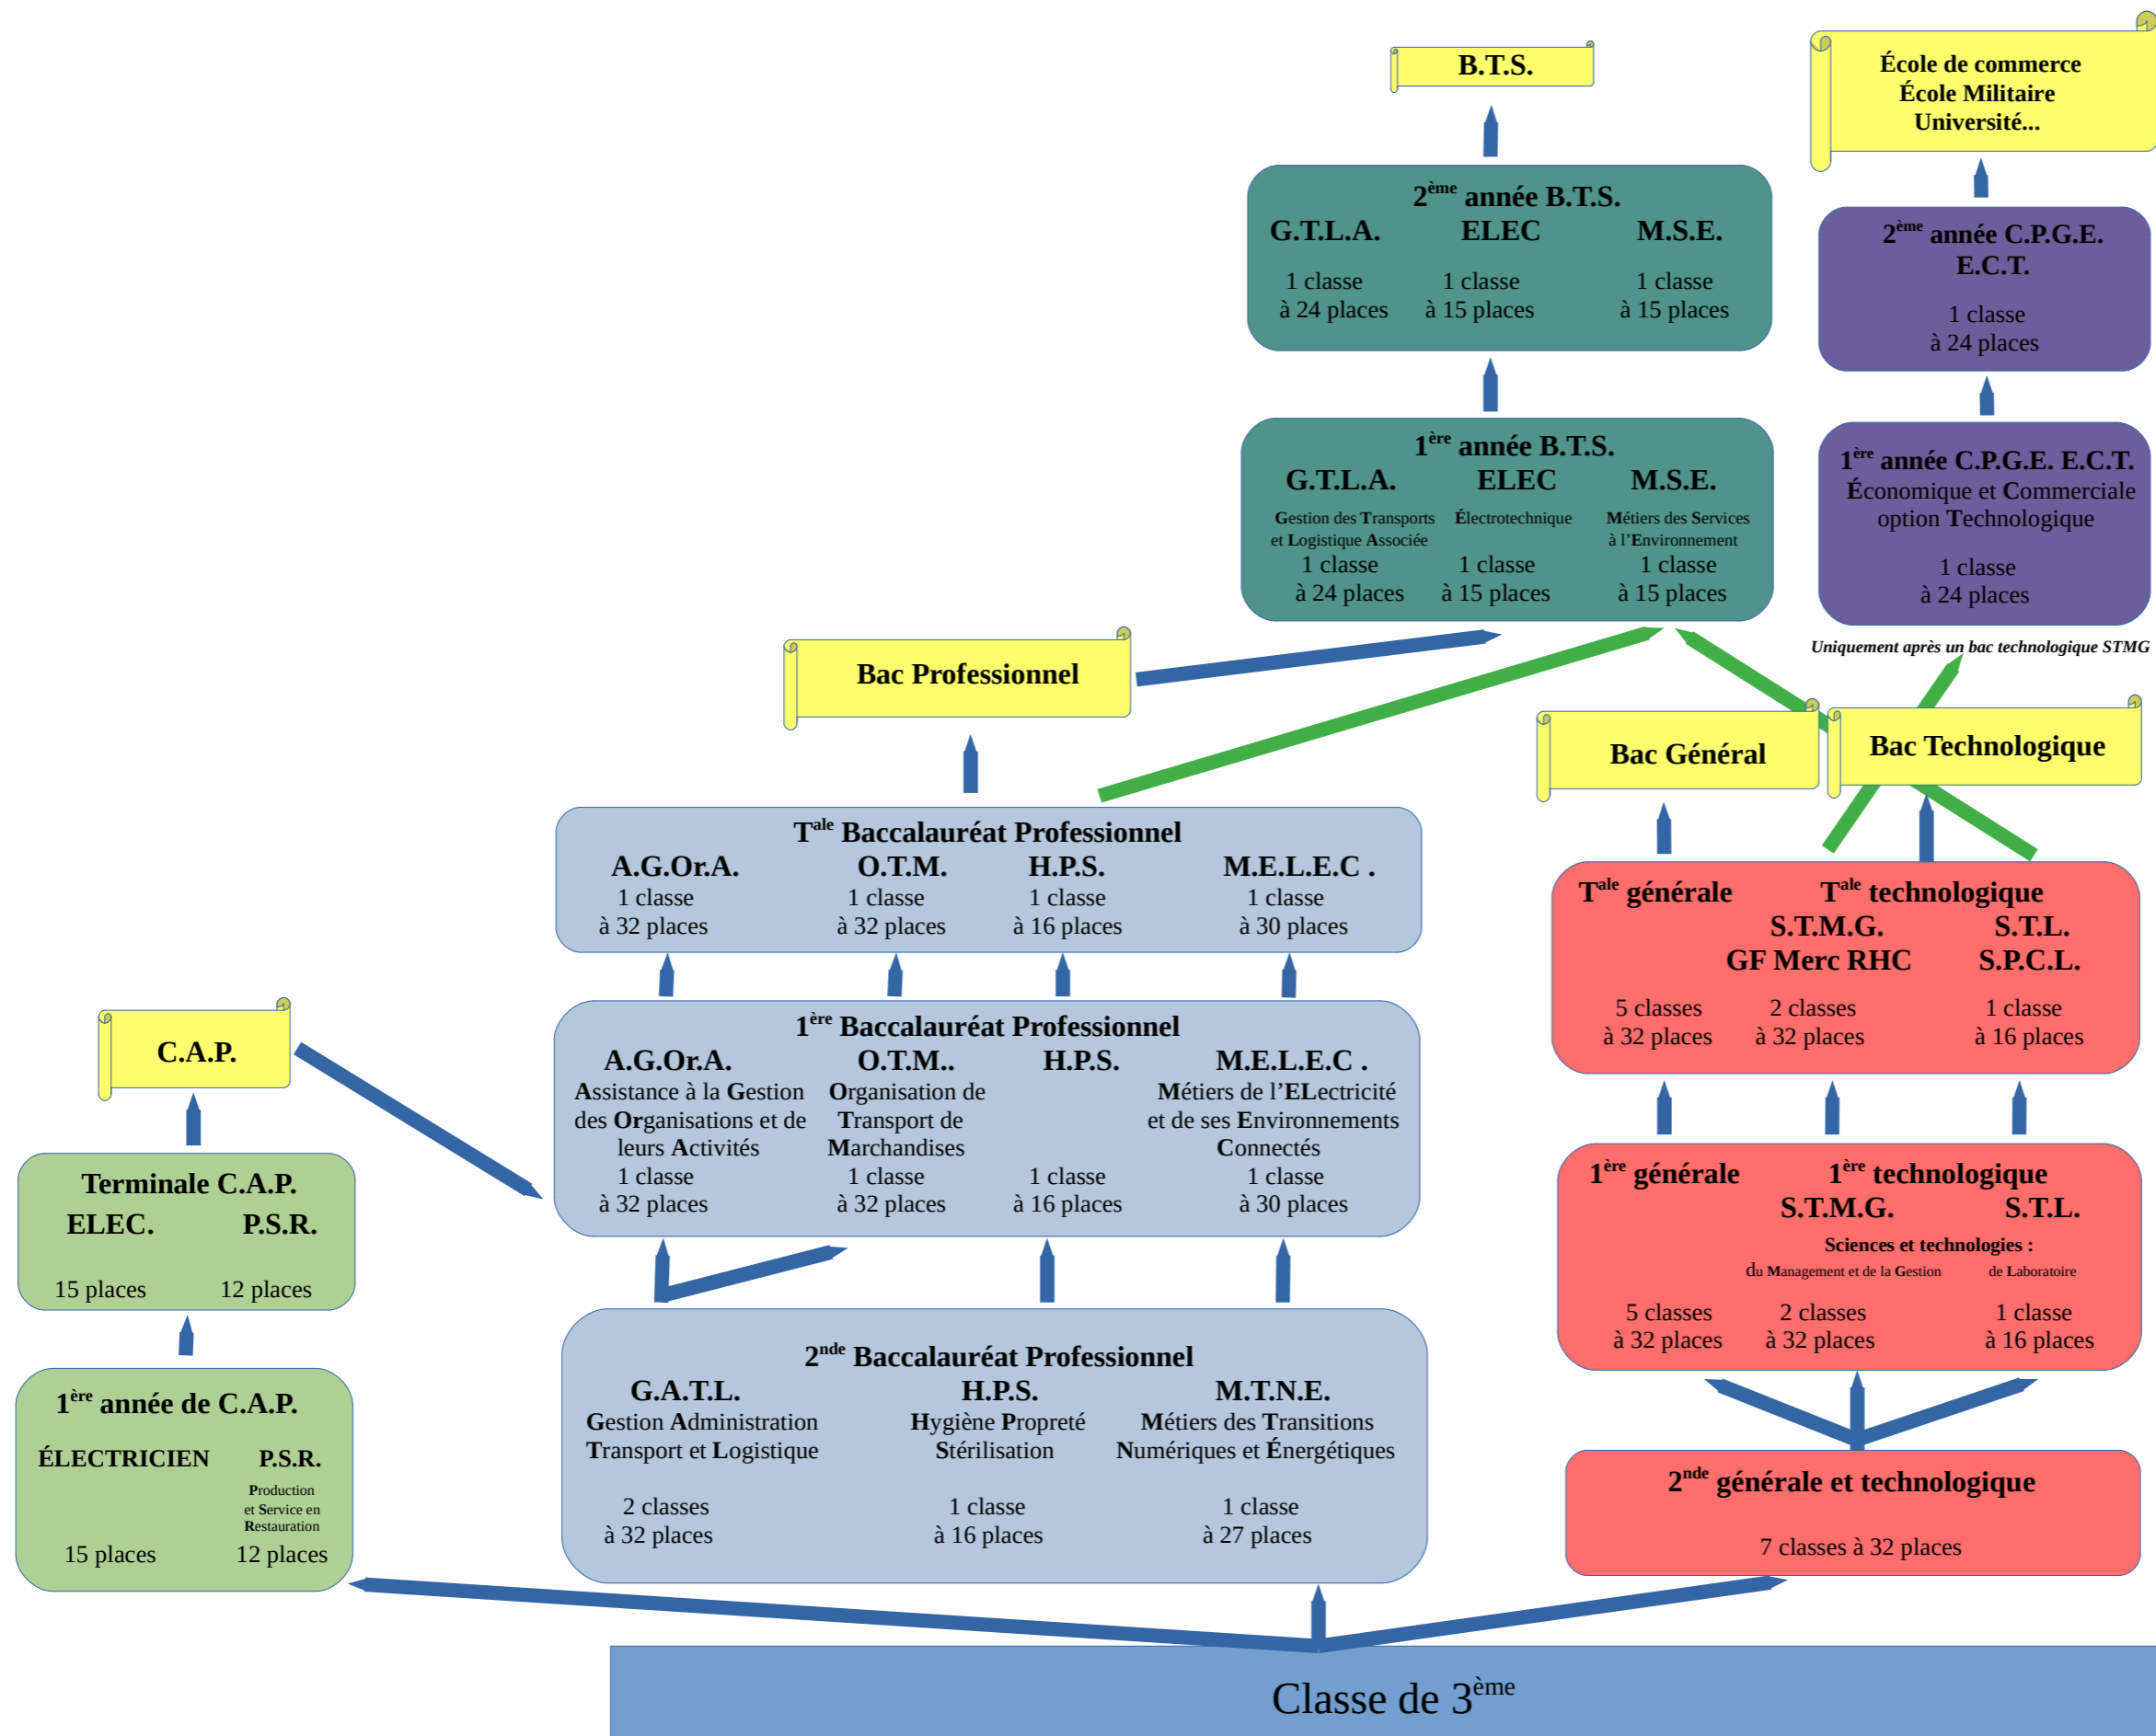 B.T.S.
École de commerce
École Militaire
Université...
2ème année B.T.S.
G.T.L.A. ELEC M.S.E.
1 classe 1 classe 1 classe
à 24 places à 15 places à 15 places
2ème année C.P.G.E.
E.C.T.
1 classe
à 24 places
1ère année B.T.S.
G.T.L.A. ELEC M.S.E.
Gestion des Transports Électrotechnique Métiers des Services
et Logistique Associée à l’Environnement
1 classe 1 classe 1 classe
à 24 places à 15 places à 15 places
1ère année C.P.G.E. E.C.T.
Économique et Commerciale
option Technologique
1 classe
à 24 places
Uniquement après un bac technologique STMG
Bac Professionnel
Bac Général
Bac Technologique
Tale Baccalauréat Professionnel
A.G.Or.A. O.T.M. H.P.S. M.E.L.E.C .
1 classe 1 classe 1 classe 1 classe
à 32 places à 32 places à 16 places à 30 places
Tale générale Tale technologique
S.T.M.G. S.T.L.
GF Merc RHC S.P.C.L.
5 classes 2 classes 1 classe
à 32 places à 32 places à 16 places
C.A.P.
1ère Baccalauréat Professionnel
A.G.Or.A. O.T.M.. H.P.S. M.E.L.E.C .
Assistance à la Gestion Organisation de Métiers de l’ELectricité
des Organisations et de Transport de et de ses Environnements
leurs Activités Marchandises Connectés
1 classe 1 classe 1 classe 1 classe
à 32 places à 32 places à 16 places à 30 places
Terminale C.A.P.
ELEC. P.S.R.
15 places 12 places
1ère générale 1ère technologique
S.T.M.G. S.T.L.
Sciences et technologies :
du Management et de la Gestion de Laboratoire
5 classes 2 classes 1 classe
à 32 places à 32 places à 16 places
1ère année de C.A.P.
ÉLECTRICIEN P.S.R.
Production
et Service en
Restauration
15 places 12 places
2nde Baccalauréat Professionnel
G.A.T.L. H.P.S. M.T.N.E.
Gestion Administration Hygiène Propreté Métiers des Transitions
Transport et Logistique Stérilisation Numériques et Énergétiques
2 classes 1 classe 1 classe
à 32 places à 16 places à 27 places
2nde générale et technologique
7 classes à 32 places
Classe de 3ème